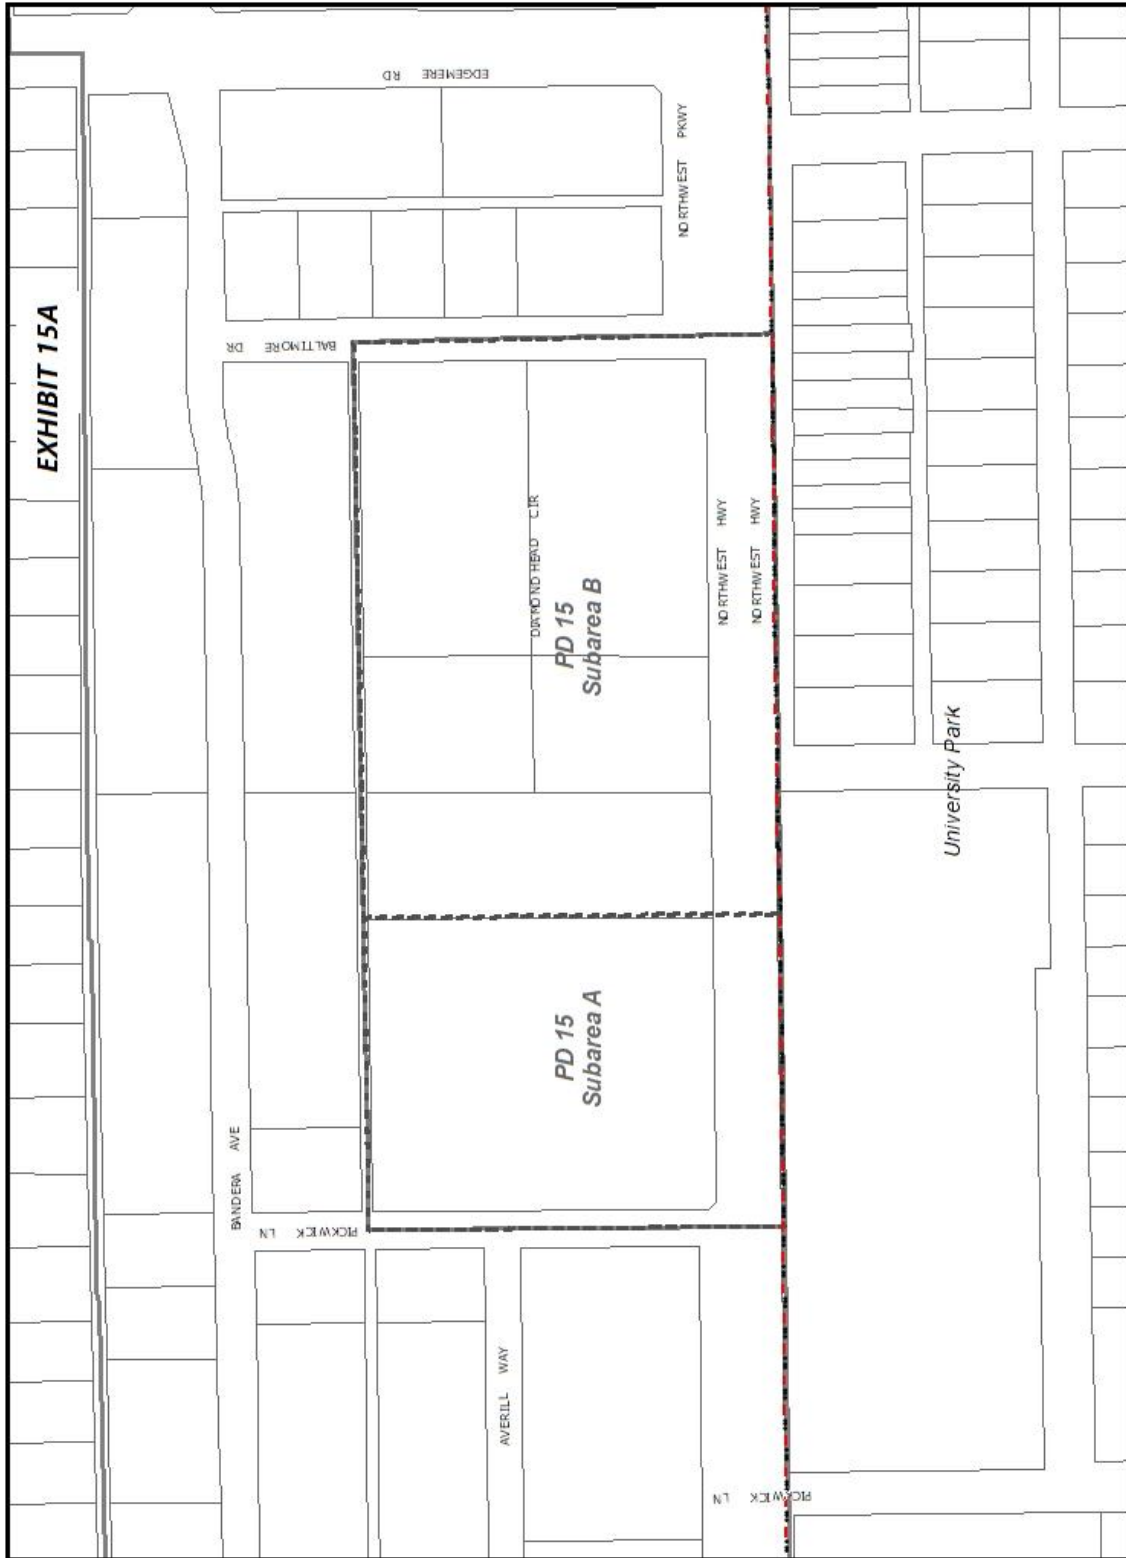 EXHIBIT 15A
EDGEMERE RD
NORTHWEST PKWY
BALTIMORE DR
DIAMOND HEAD CIR
PD 15
Subarea B
NORTHWEST HWY
NORTHWEST HWY
University Park
PD 15
Subarea A
BANDERA AVE
PICKWICK LN
AVERILL WAY
PICKWICK LN